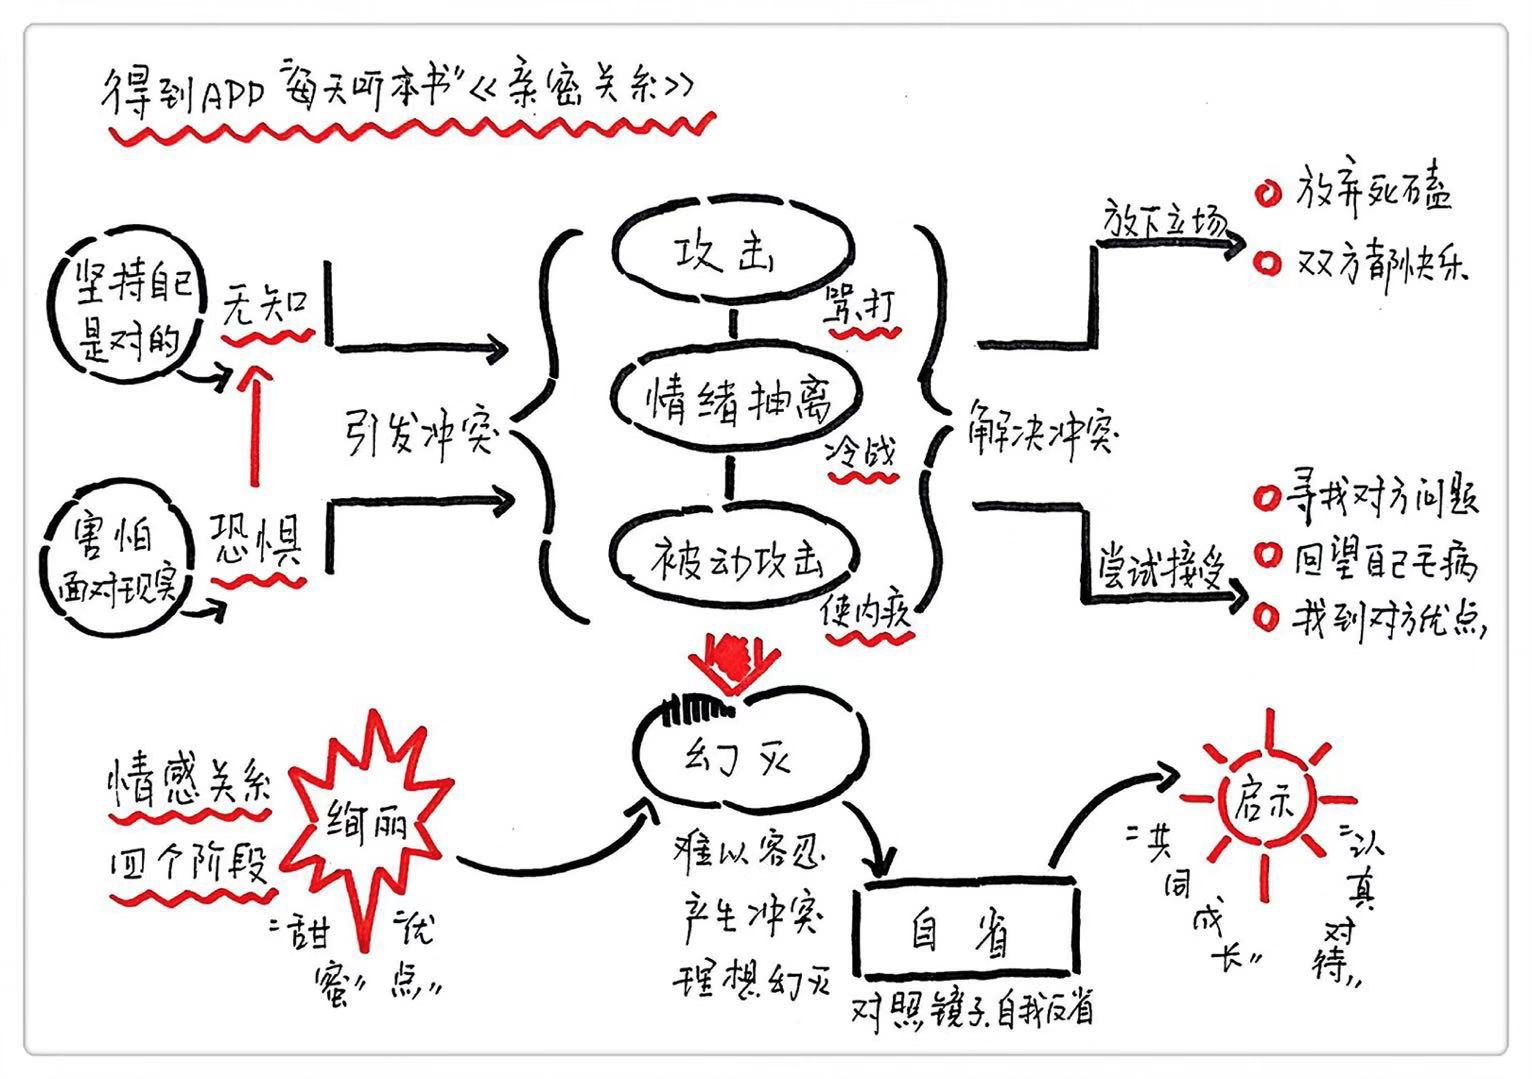 得到APP“每天听本书”《亲密关系》
坚持自己
是对的
无知
害怕
面对现实
恐惧
引发冲突
攻击
骂、打
情绪抽离
冷战
被动攻击
使内疚
解决冲突
放下立场
放弃死磕
双方都快乐
尝试接受
寻找对方问题
回望自己毛病
找到对方优点
情感关系
四个阶段
绚丽
“甜
蜜”
“优
点”
幻灭
难以容忍
产生冲突
理想幻灭
自省
对照镜子、自我反省
启示
“共
同
成
长”
“认
真
对
待”